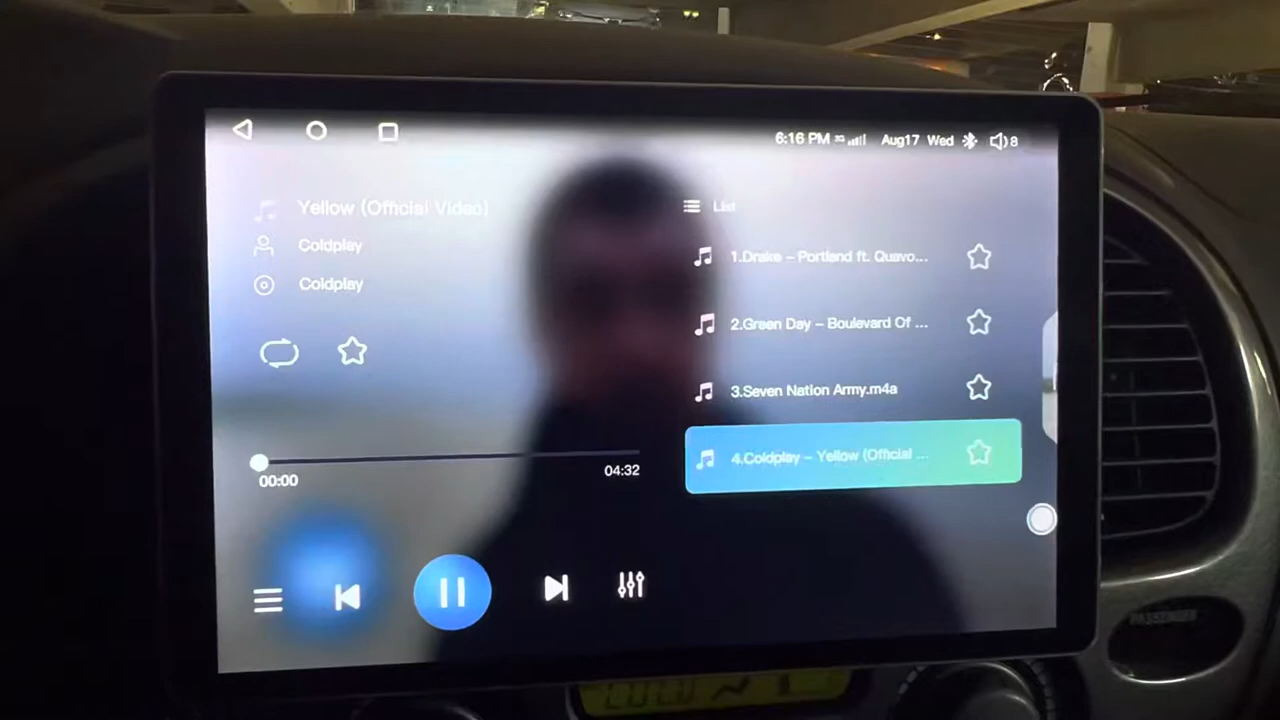 6:16 PM 3G Aug17 Wed 8
Yellow (Official Video)
Coldplay
Coldplay
00:00
04:32
List
1.Drake – Portland ft. Quavo...
2.Green Day – Boulevard Of ...
3.Seven Nation Army.m4a
4.Coldplay – Yellow (Official ...
PASSENGER